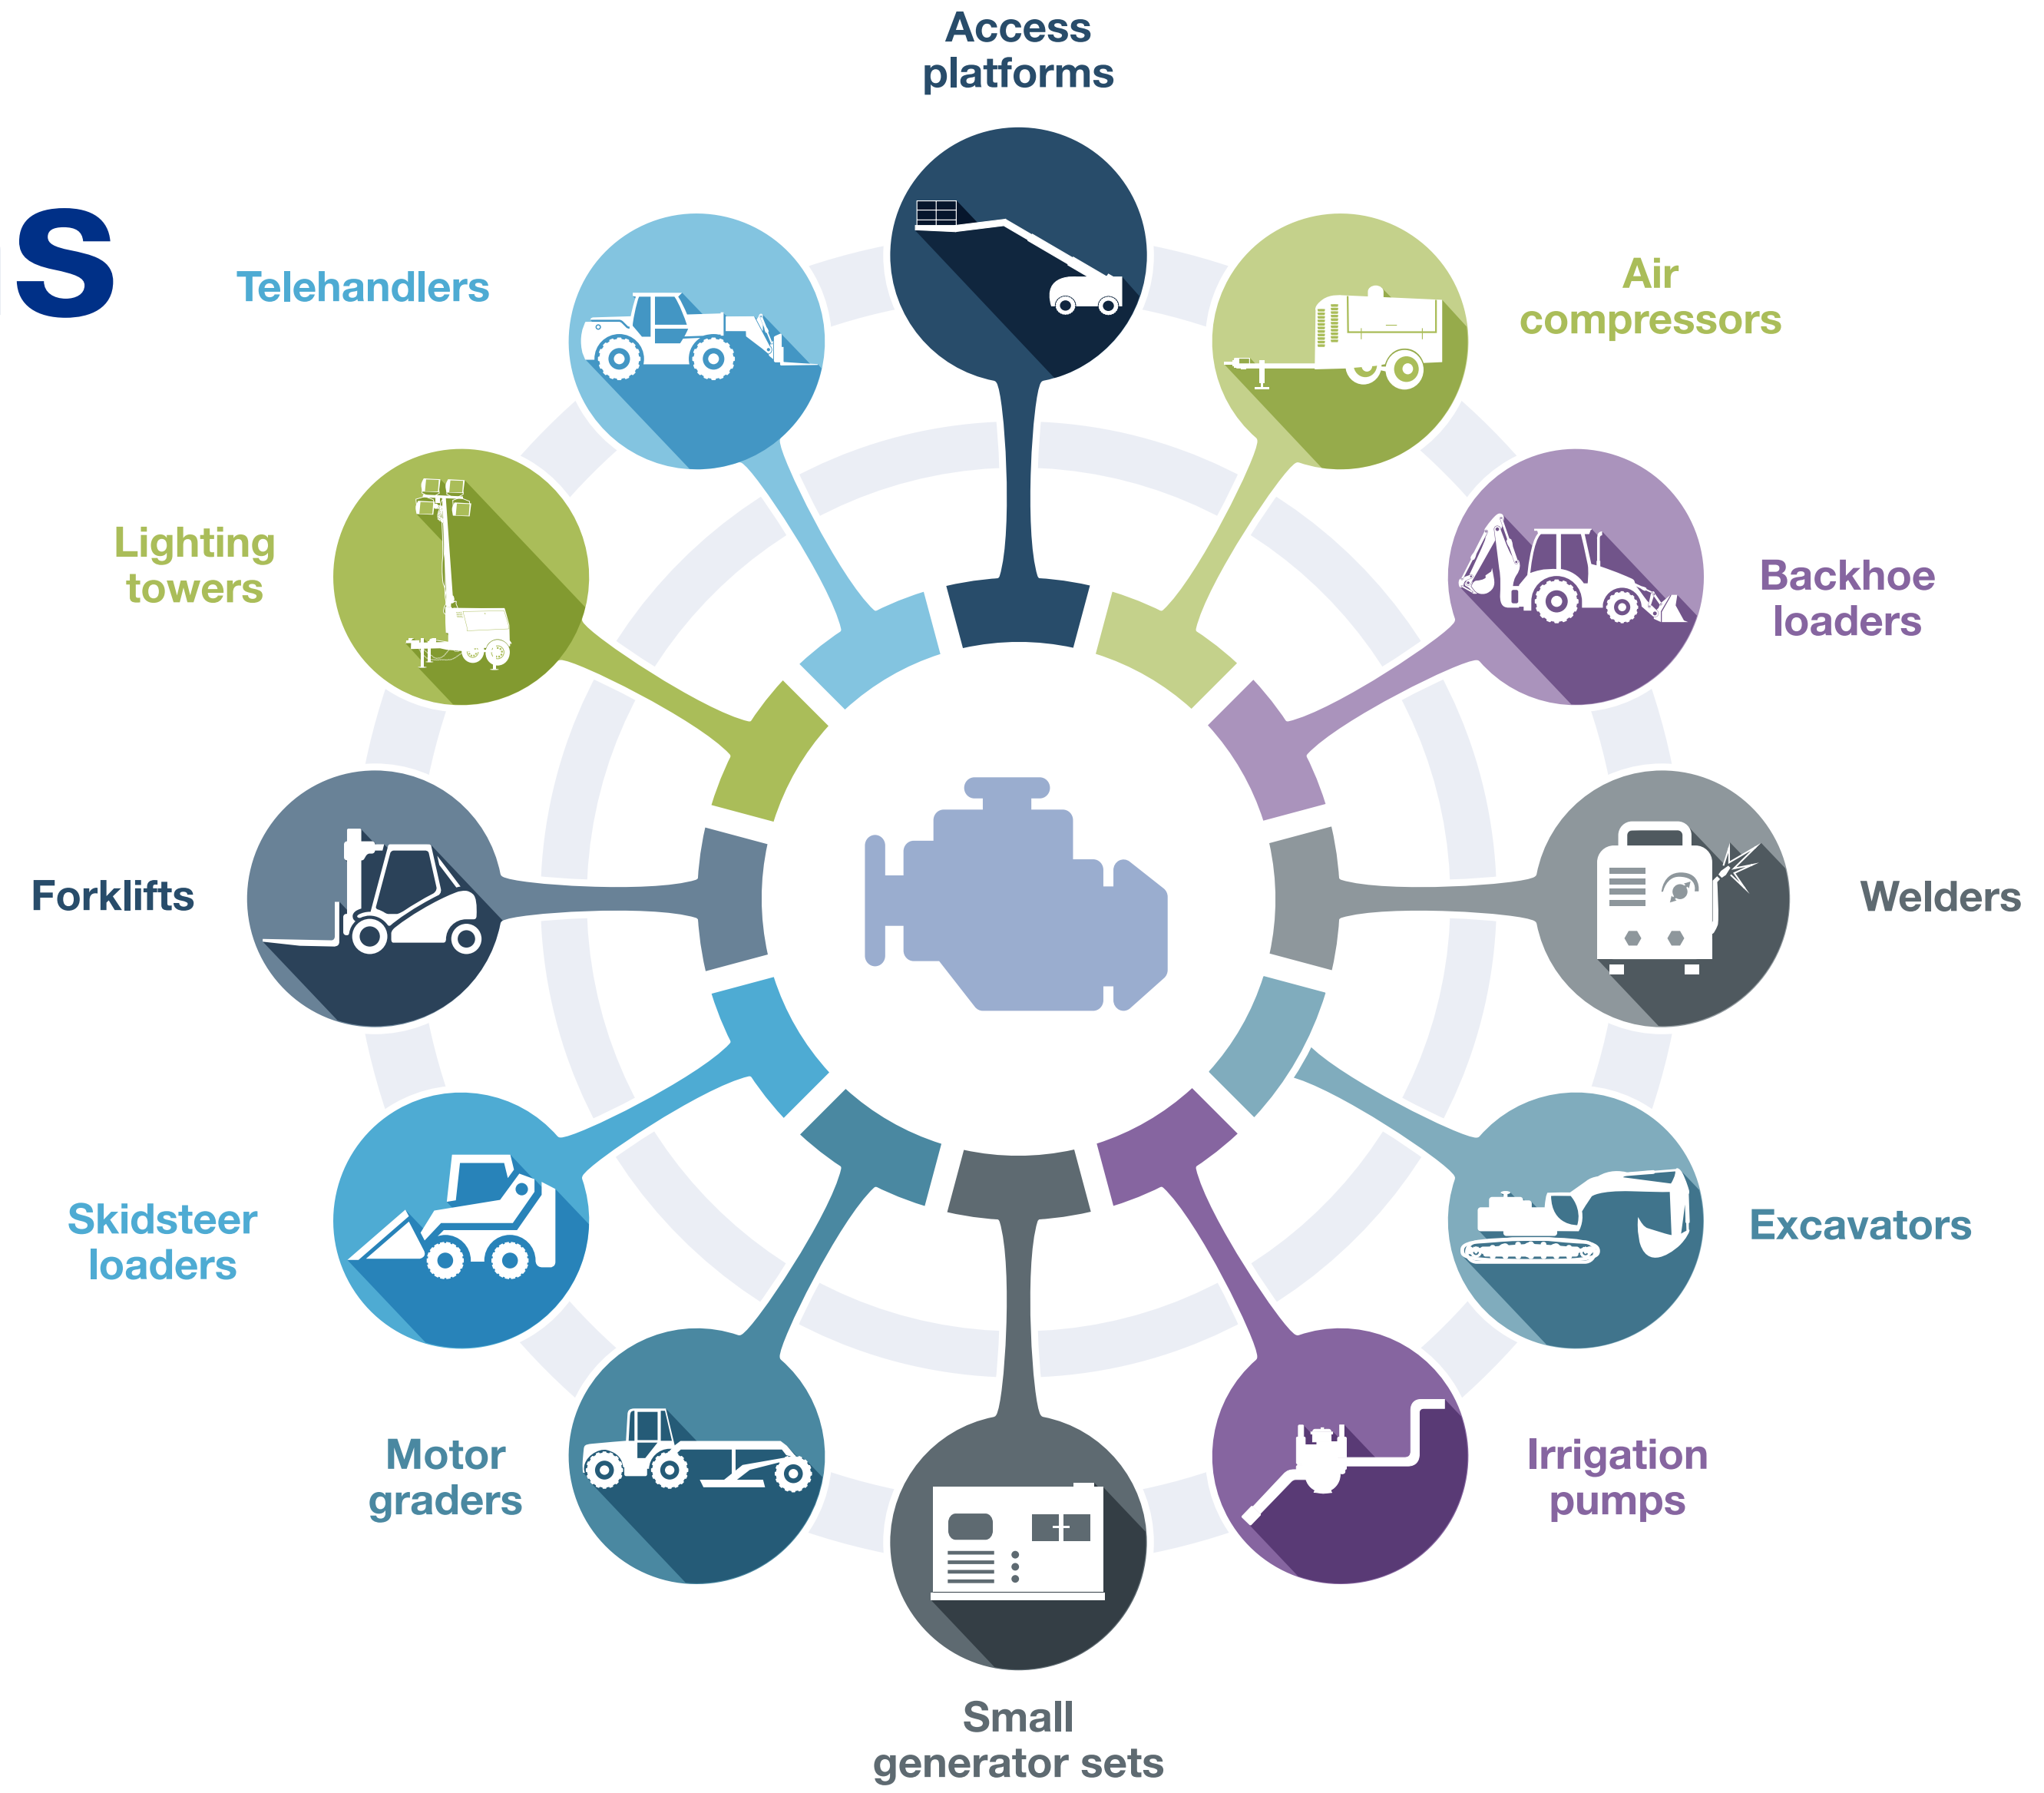 Access
platforms
s
Telehandlers
Air
compressors
Lighting
towers
Backhoe
loaders
Forklifts
Welders
Skidsteer
loaders
Excavators
Motor
graders
Irrigation
pumps
Small
generator sets